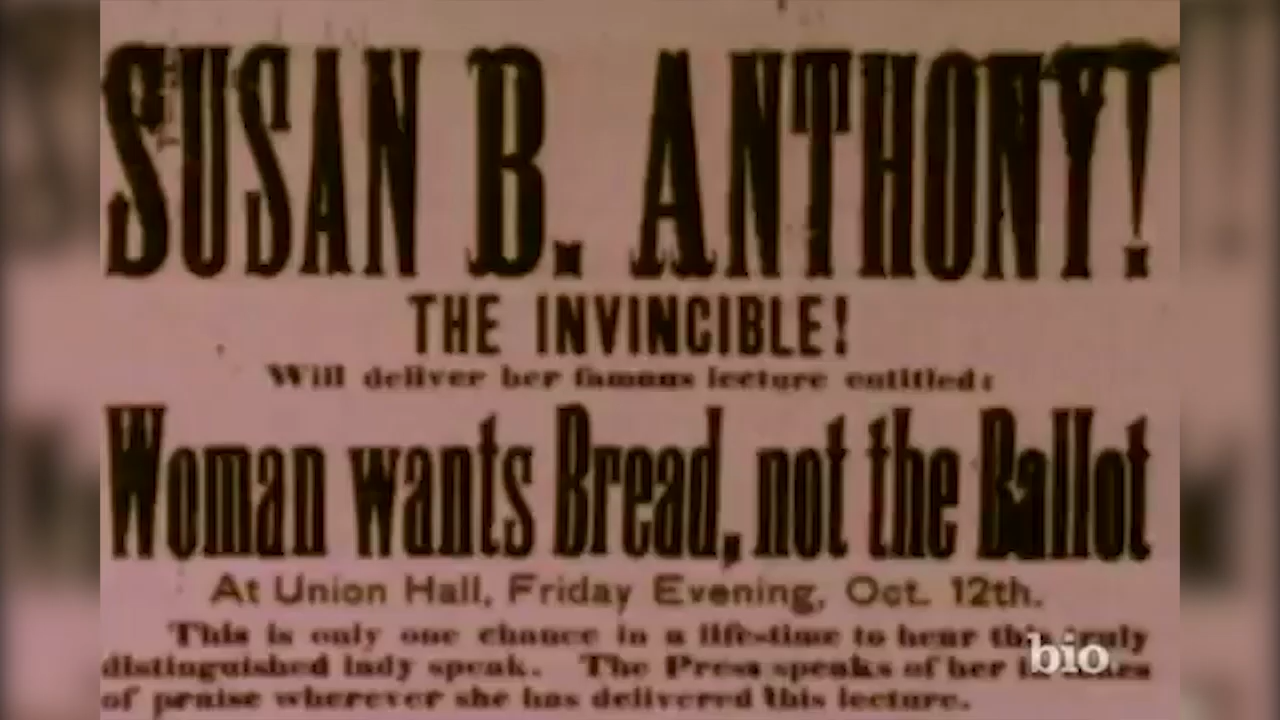 SUSAN B. ANTHONY!
THE INVINCIBLE!
Will deliver her famous lecture entitled:
Woman wants Bread, not the Ballot
At Union Hall, Friday Evening, Oct. 12th.
This is only one chance in a life-time to hear this truly
distinguished lady speak. The Press speaks of her in
of praise wherever she has delivered this lecture.
bio